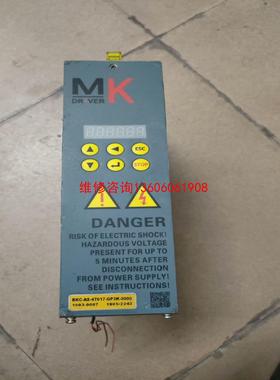 MK
DRIVER
ESC
STOP
维修咨询13606061908
DANGER
RISK OF ELECTRIC SHOCK!
HAZARDOUS VOLTAGE
PRESENT FOR UP TO
5 MINUTES AFTER
DISCONNECTION
FROM POWER SUPPLY!
SEE INSTRUCTIONS!